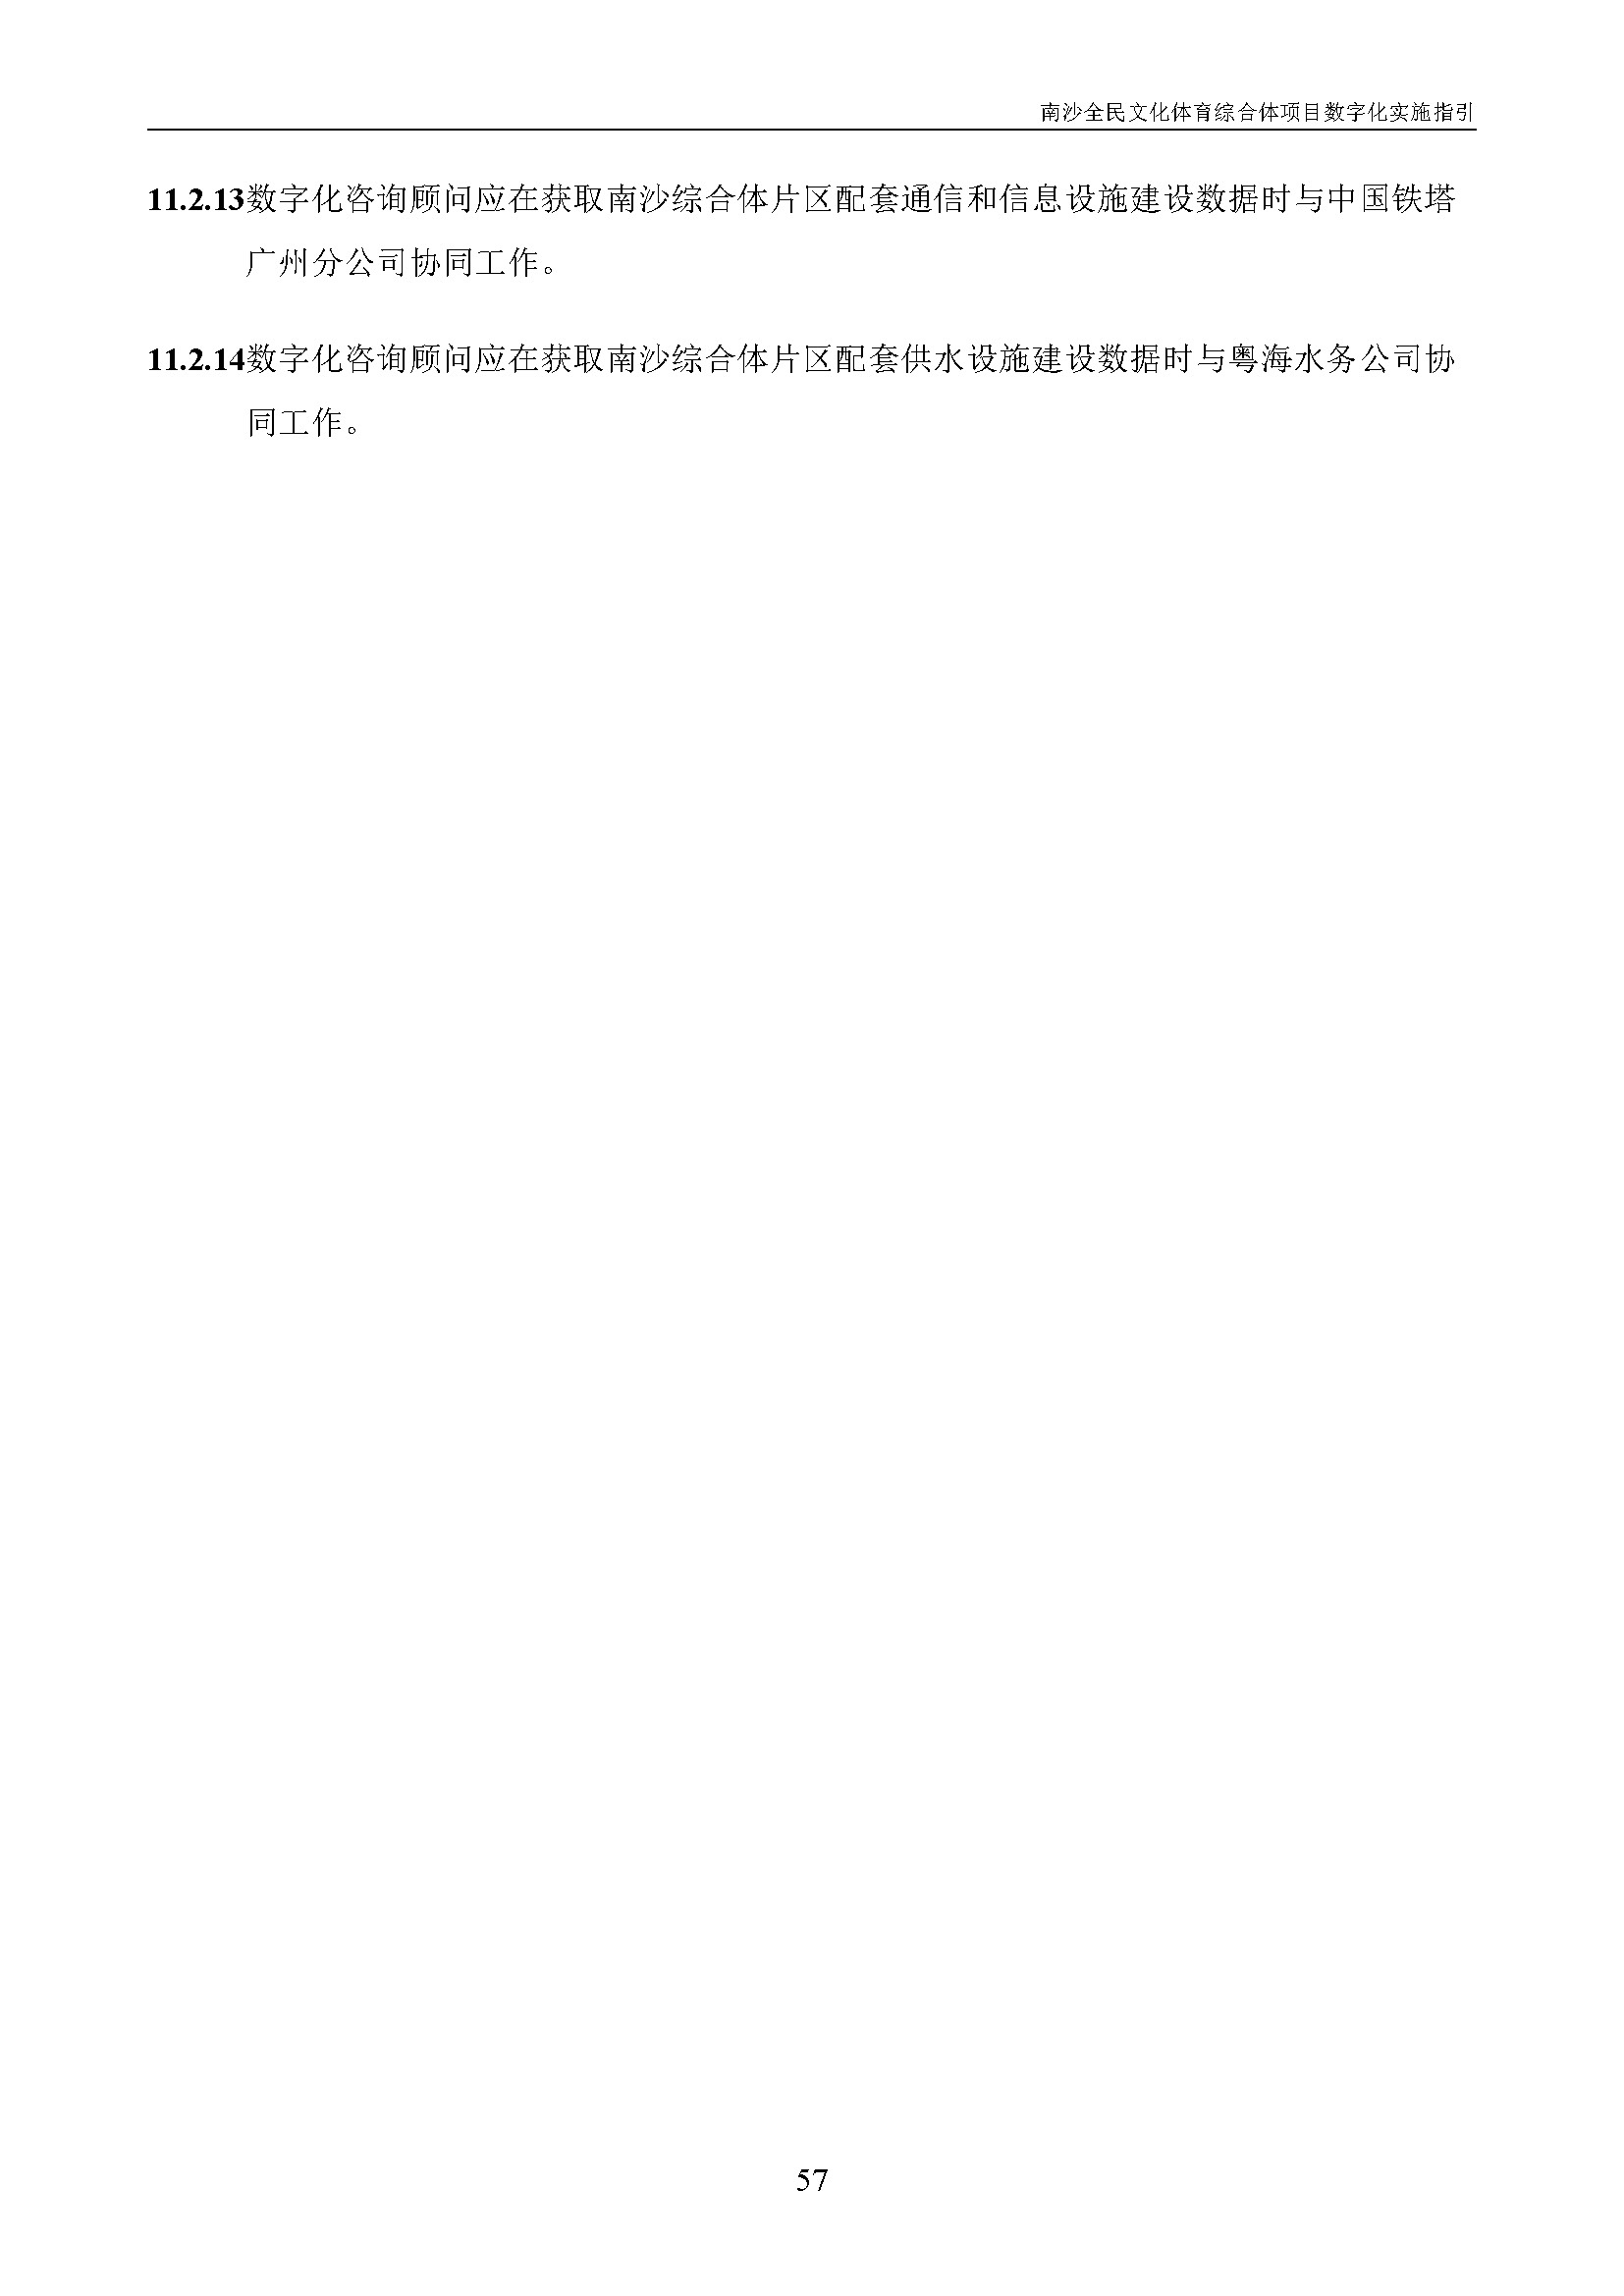 南沙全民文化体育综合体项目数字化实施指引
11.2.13数字化咨询顾问应在获取南沙综合体片区配套通信和信息设施建设数据时与中国铁塔
广州分公司协同工作。
11.2.14数字化咨询顾问应在获取南沙综合体片区配套供水设施建设数据时与粤海水务公司协
同工作。
57